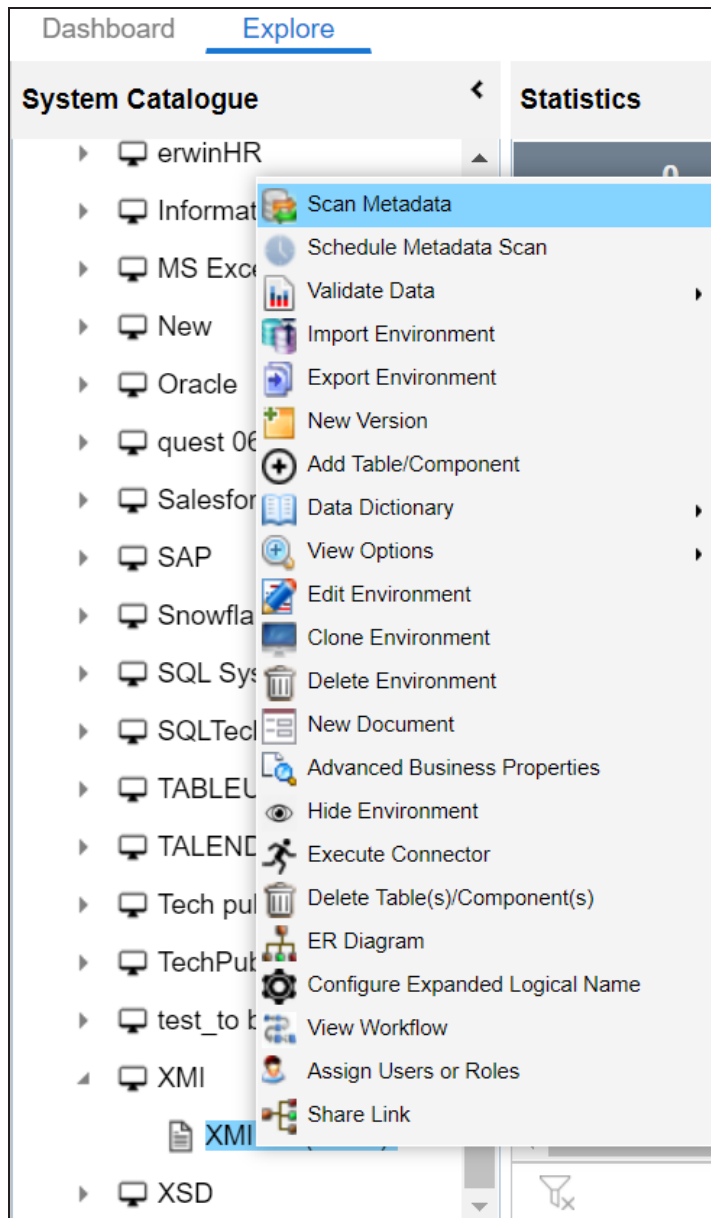 Dashboard Explore
System Catalogue Statistics
erwinHR
Scan Metadata
Schedule Metadata Scan
Validate Data
Import Environment
Export Environment
New Version
Add Table/Component
Data Dictionary
View Options
Edit Environment
Clone Environment
Delete Environment
New Document
Advanced Business Properties
Hide Environment
Execute Connector
Delete Table(s)/Component(s)
ER Diagram
Configure Expanded Logical Name
View Workflow
Assign Users or Roles
Share Link
Informat
MS Exce
New
Oracle
quest 06
Salesfor
SAP
Snowfla
SQL Sys
SQLTec
TABLEU
TALEND
Tech pul
TechPub
test_to b
XMI
XMI
XSD